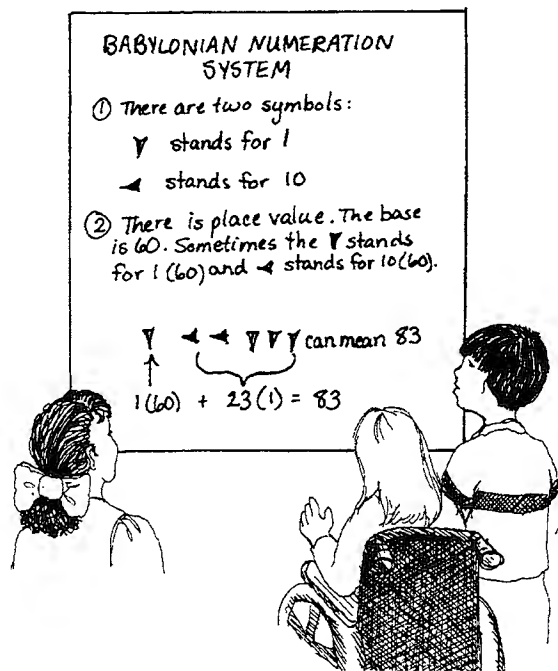 BABYLONIAN NUMERATION
SYSTEM
① There are two symbols:
𒁹 stands for 1
𒌋 stands for 10
② There is place value. The base
is 60. Sometimes the 𒁹 stands
for 1(60) and 𒌋 stands for 10(60).
𒁹 𒌋 𒌋 𒁹 𒁹 𒁹 can mean 83
1(60) + 23(1) = 83